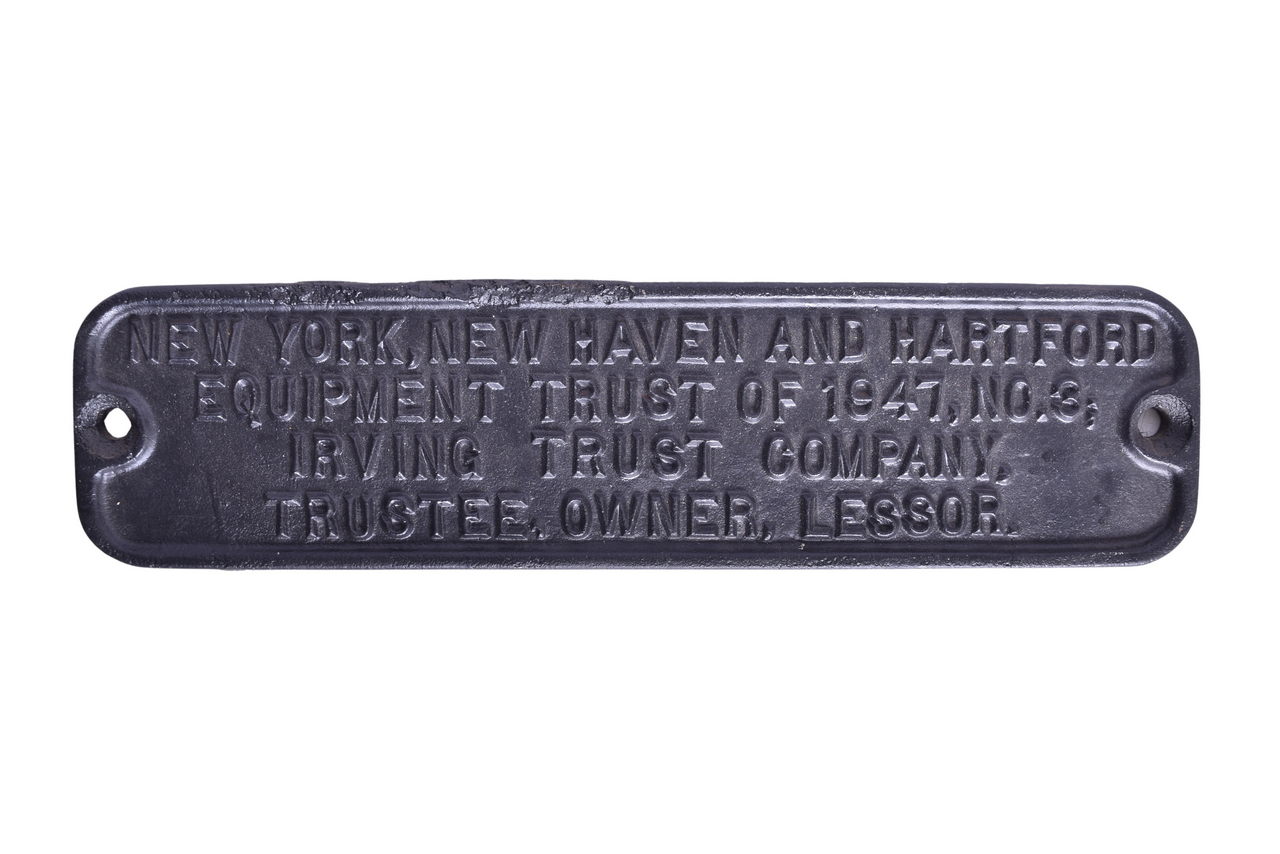 NEW YORK, NEW HAVEN AND HARTFORD
EQUIPMENT TRUST OF 1947, NO.3,
IRVING TRUST COMPANY,
TRUSTEE, OWNER, LESSOR.